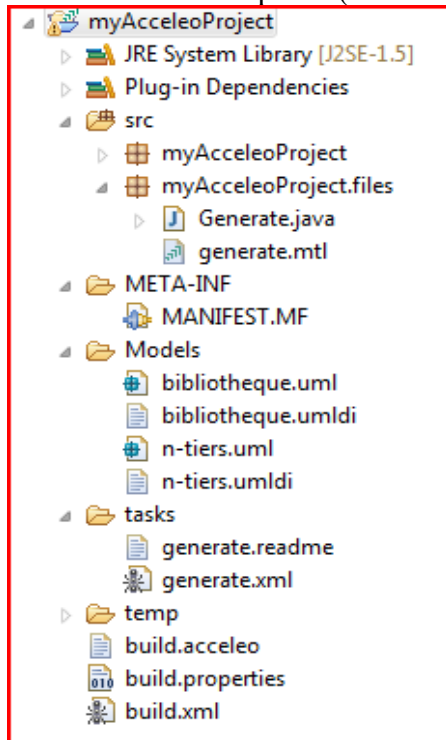 myAcceleoProject
JRE System Library [J2SE-1.5]
Plug-in Dependencies
src
myAcceleoProject
myAcceleoProject.files
Generate.java
generate.mtl
META-INF
MANIFEST.MF
Models
bibliotheque.uml
bibliotheque.umldi
n-tiers.uml
n-tiers.umldi
tasks
generate.readme
generate.xml
temp
build.acceleo
build.properties
build.xml